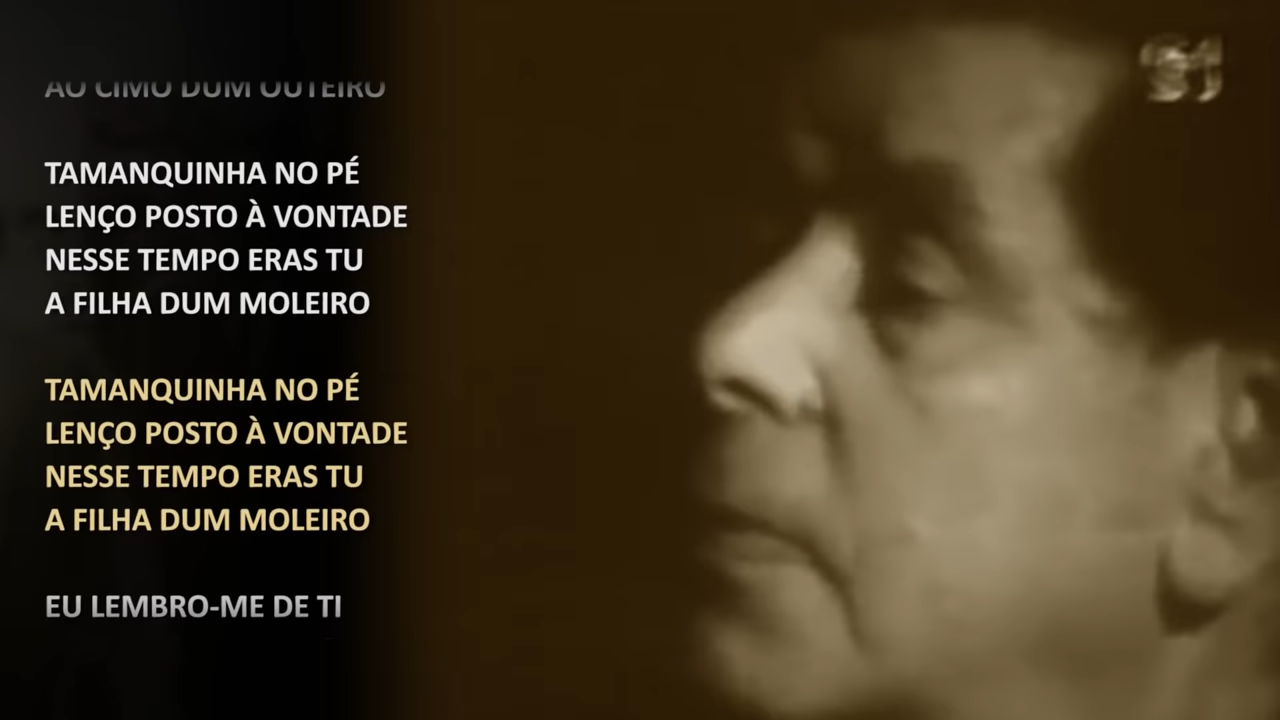 AO CIMO DUM OUTEIRO
TAMANQUINHA NO PÉ
LENÇO POSTO À VONTADE
NESSE TEMPO ERAS TU
A FILHA DUM MOLEIRO
TAMANQUINHA NO PÉ
LENÇO POSTO À VONTADE
NESSE TEMPO ERAS TU
A FILHA DUM MOLEIRO
EU LEMBRO-ME DE TI